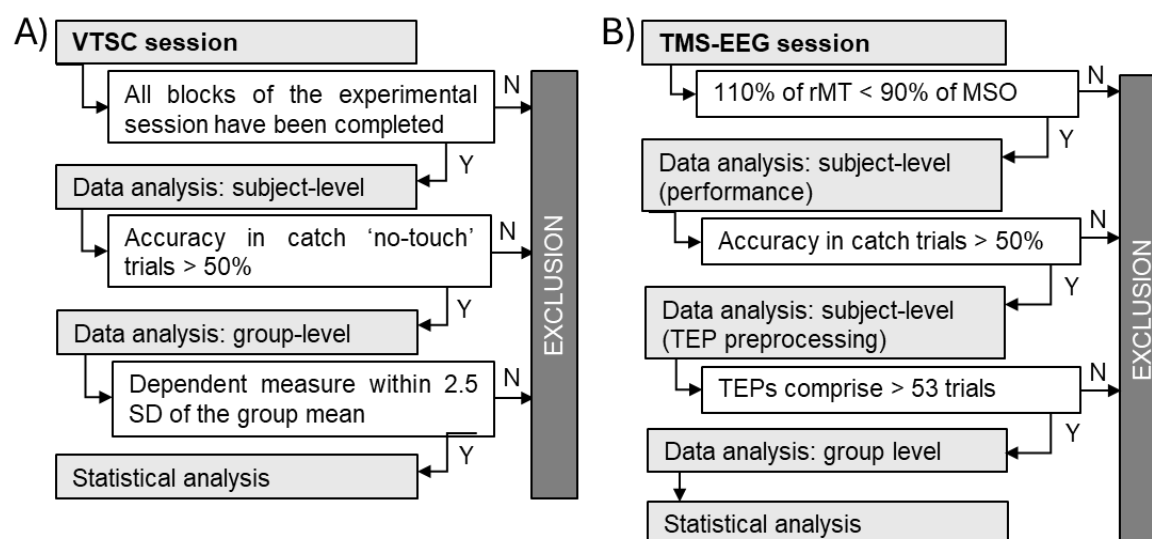 A)
VTSC session
All blocks of the experimental
session have been completed
N
Y
Data analysis: subject-level
Accuracy in catch ‘no-touch’
trials > 50%
N
Y
Data analysis: group-level
Dependent measure within 2.5
SD of the group mean
N
Y
Statistical analysis
EXCLUSION
B)
TMS-EEG session
110% of rMT < 90% of MSO
N
Y
Data analysis: subject-level
(performance)
Accuracy in catch trials > 50%
N
Y
Data analysis: subject-level
(TEP preprocessing)
TEPs comprise > 53 trials
N
Y
Data analysis: group level
Statistical analysis
EXCLUSION